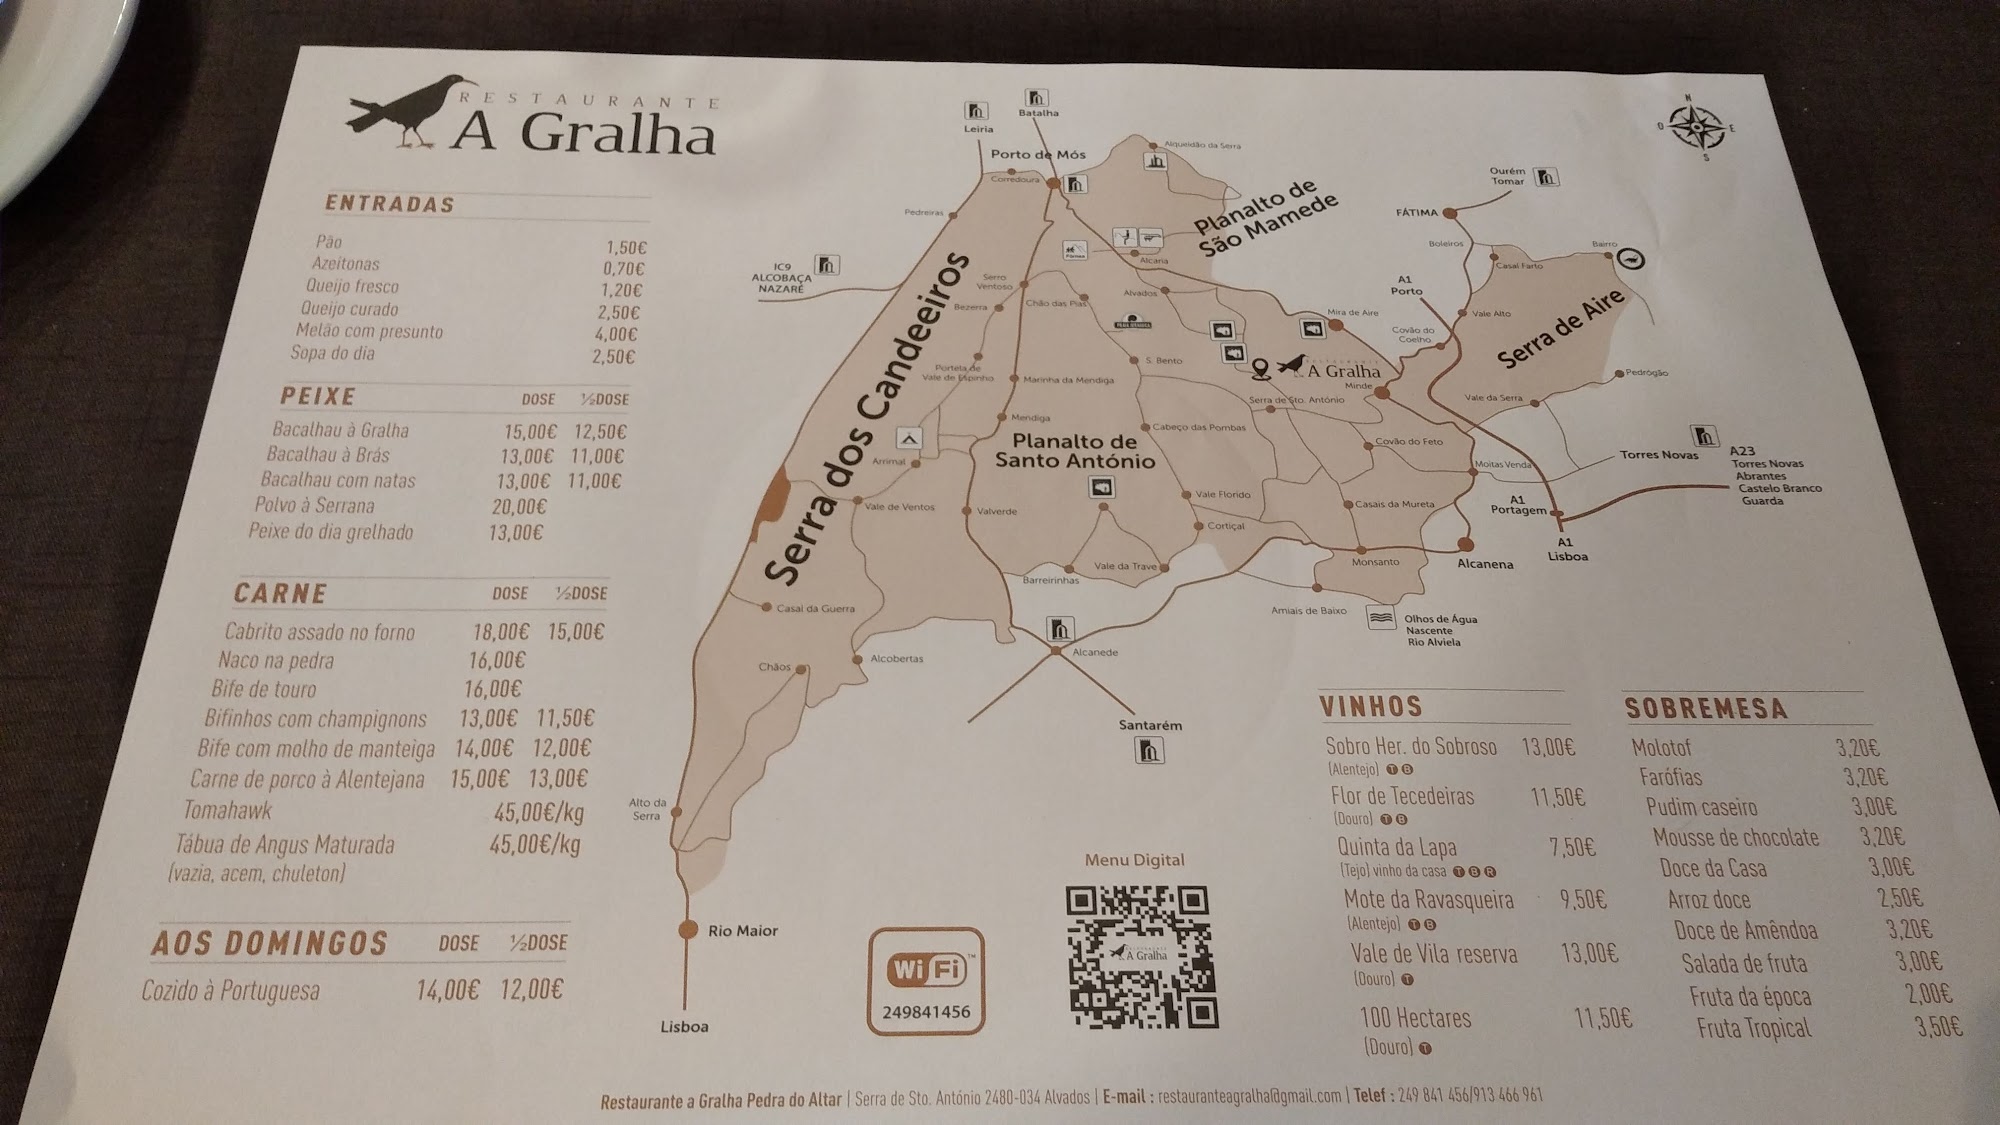 RESTAURANTE
A Gralha
ENTRADAS
Pão 1,50€
Azeitonas 0,70€
Queijo fresco 1,20€
Queijo curado 2,50€
Melão com presunto 4,00€
Sopa do dia 2,50€
PEIXE DOSE ½DOSE
Bacalhau à Gralha 15,00€ 12,50€
Bacalhau à Brás 13,00€ 11,00€
Bacalhau com natas 13,00€ 11,00€
Polvo à Serrana 20,00€
Peixe do dia grelhado 13,00€
CARNE DOSE ½DOSE
Cabrito assado no forno 18,00€ 15,00€
Naco na pedra 16,00€
Bife de touro 16,00€
Bifinhos com champignons 13,00€ 11,50€
Bife com molho de manteiga 14,00€ 12,00€
Carne de porco à Alentejana 15,00€ 13,00€
Tomahawk 45,00€/kg
Tábua de Angus Maturada 45,00€/kg
(vazia, acem, chuleton)
AOS DOMINGOS DOSE ½DOSE
Cozido à Portuguesa 14,00€ 12,00€
Leiria
Batalha
Porto de Mós
Corredoura
Alqueidão da Serra
Pedreiras
Planalto de
São Mamede
IC9
ALCOBAÇA
NAZARÉ
Alcaria
Serro
Ventoso
Bezerra
Chão das Pias
Alvados
Mira de Aire
Serra dos Candeeiros
Portela de
Vale de Espinho
Marinha da Mendiga
S. Bento
A Gralha
Minde
Serra de Sto. António
Mendiga
Cabeço das Pombas
Covão do Feto
Planalto de
Santo António
Arrimal
Vale de Ventos
Valverde
Vale Florido
Cortiçal
Casais da Mureta
Moitas Venda
Barreirinhas
Vale da Trave
Monsanto
Alcanena
Casal da Guerra
Amiais de Baixo
Olhos de Água
Nascente
Rio Alviela
Alcanede
Alcobertas
Chãos
Santarém
Alto da
Serra
Rio Maior
Lisboa
N
O
E
S
Ourém
Tomar
FÁTIMA
Boleiros
Bairro
Casal Farto
A1
Porto
Vale Alto
Covão do
Coelho
Serra de Aire
Pedrógão
Vale da Serra
Torres Novas
A23
Torres Novas
Abrantes
Castelo Branco
Guarda
A1
Portagem
A1
Lisboa
WiFi
TM
249841456
Menu Digital
A Gralha
VINHOS
Sobro Her. do Sobroso 13,00€
(Alentejo) T B
Flor de Tecedeiras 11,50€
(Douro) T B
Quinta da Lapa 7,50€
(Tejo) vinho da casa T B R
Mote da Ravasqueira 9,50€
(Alentejo) T B
Vale de Vila reserva 13,00€
(Douro) T
100 Hectares 11,50€
(Douro) T
SOBREMESA
Molotof 3,20€
Farófias 3,20€
Pudim caseiro 3,00€
Mousse de chocolate 3,20€
Doce da Casa 3,00€
Arroz doce 2,50€
Doce de Amêndoa 3,20€
Salada de fruta 3,00€
Fruta da época 2,00€
Fruta Tropical 3,50€
Restaurante a Gralha Pedra do Altar | Serra de Sto. António 2480-034 Alvados | E-mail : restauranteagralha@gmail.com | Telef : 249 841 456/913 466 961